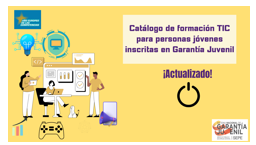 Catálogo de formación TIC
para personas jóvenes
inscritas en Garantía Juvenil
¡Actualizado!
GARANTÍA
JUVENIL